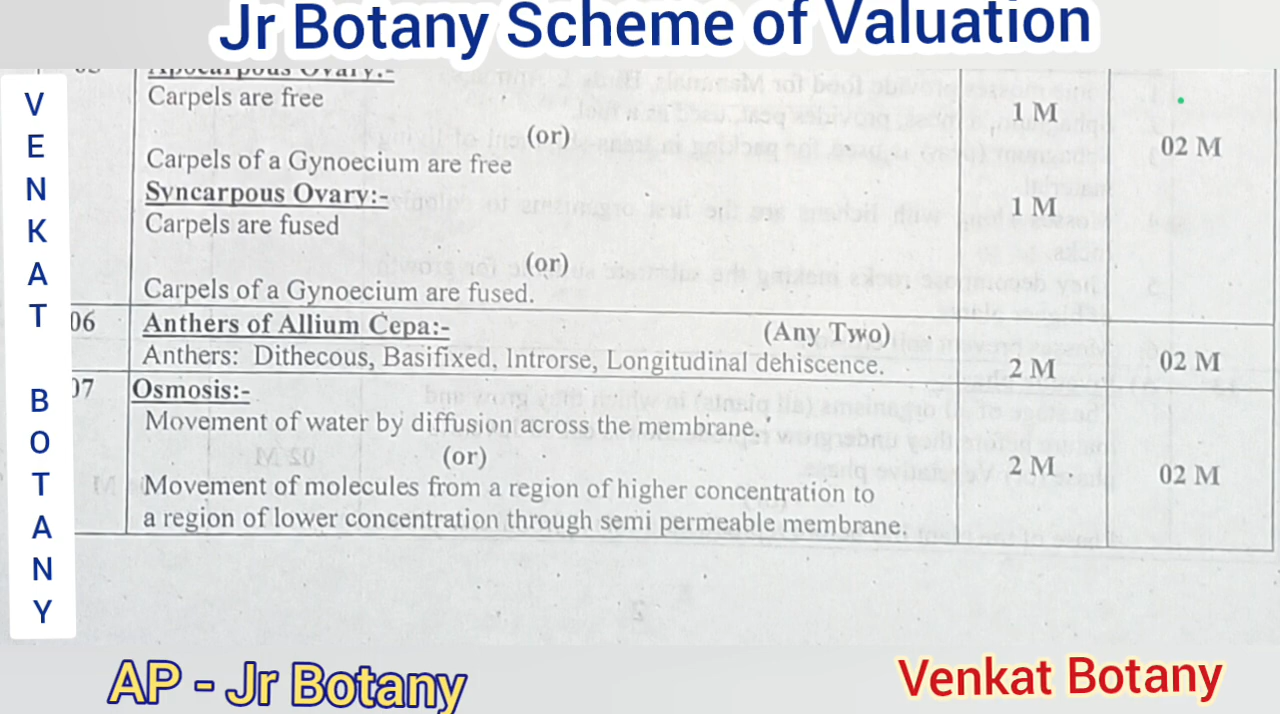 Jr Botany Scheme of Valuation
VENKAT BOTANY
Apocarpous Ovary:-
Carpels are free
1 M
(or)
02 M
Carpels of a Gynoecium are free
Syncarpous Ovary:-
1 M
Carpels are fused
(or)
Carpels of a Gynoecium are fused.
06 Anthers of Allium Cepa:- (Any Two)
Anthers: Dithecous, Basifixed, Introrse, Longitudinal dehiscence. 2 M 02 M
07 Osmosis:-
Movement of water by diffusion across the membrane.
(or) 2 M 02 M
Movement of molecules from a region of higher concentration to
a region of lower concentration through semi permeable membrane.
AP - Jr Botany
Venkat Botany